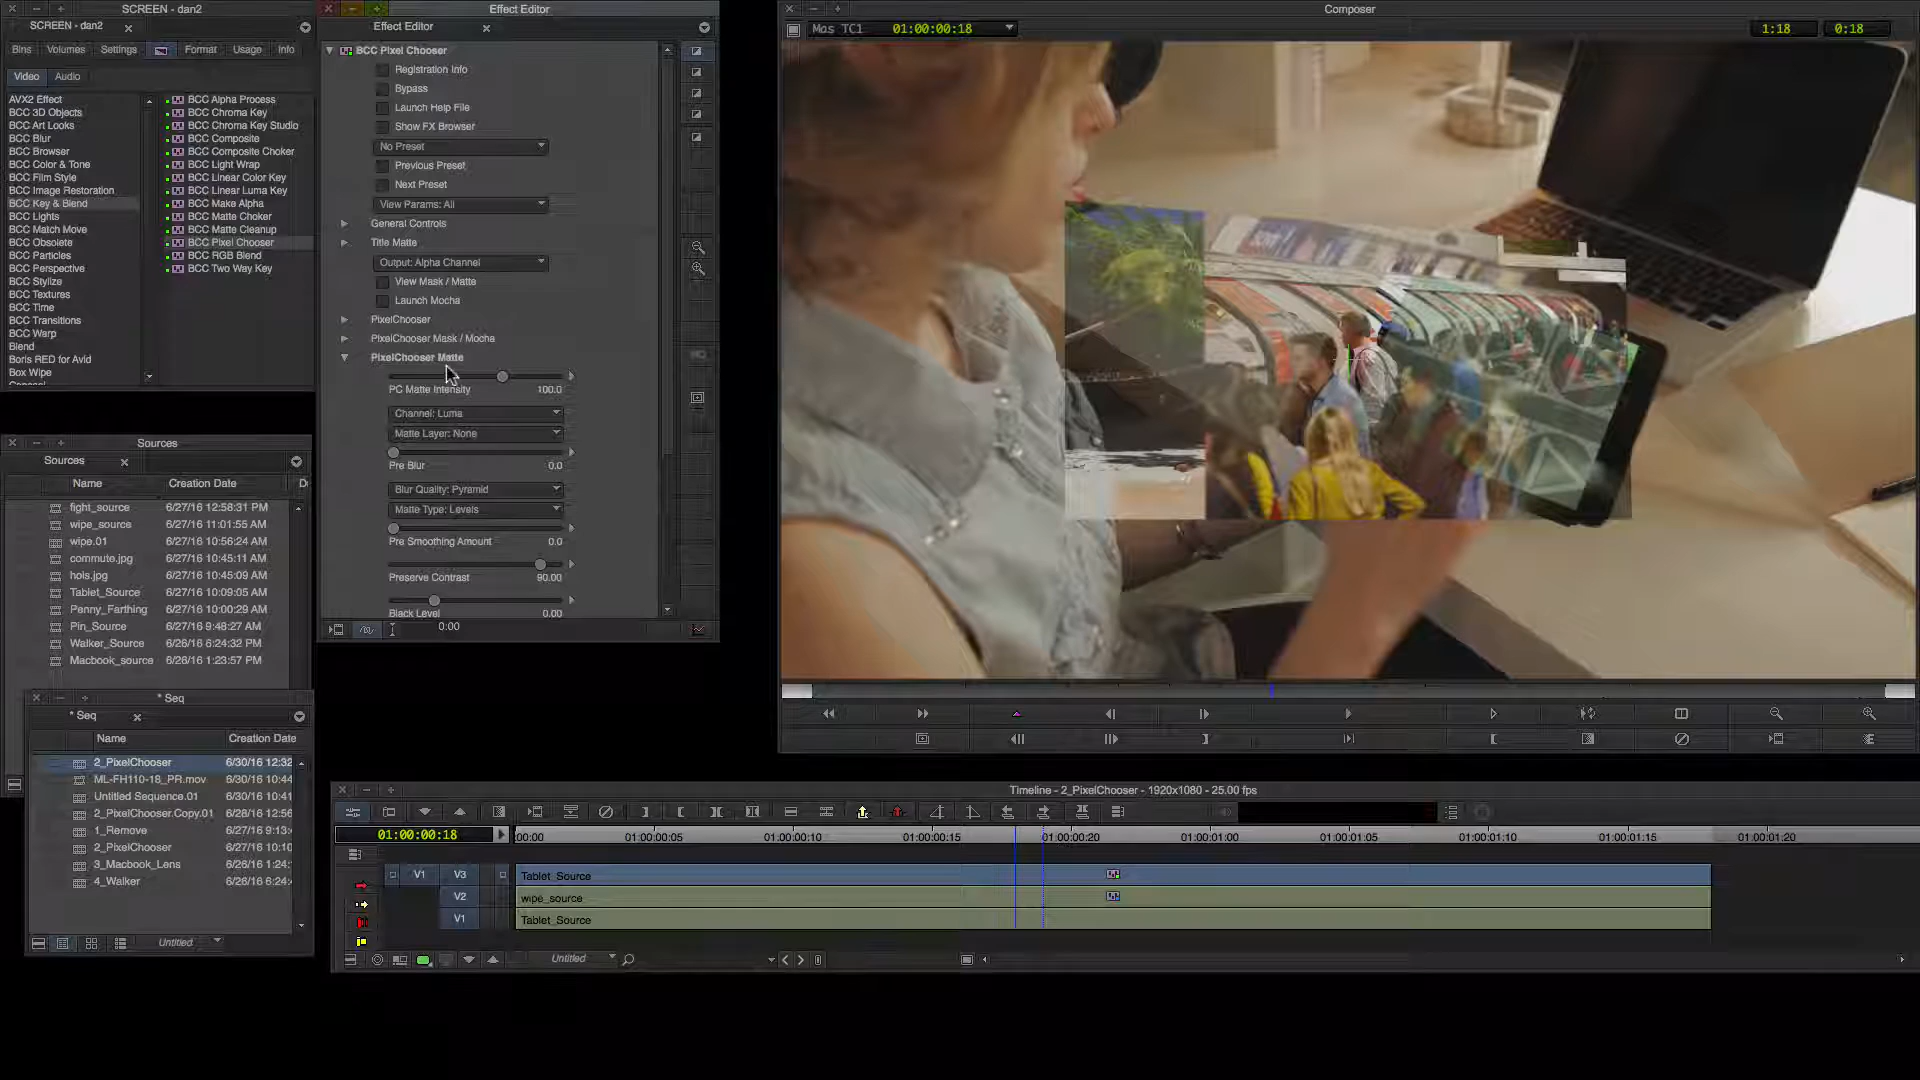 SCREEN - dan2
SCREEN - dan2
Bins Volumes Settings Format Usage Info
Video Audio
AVX2 Effect
BCC 3D Objects
BCC Art Looks
BCC Blur
BCC Browser
BCC Color & Tone
BCC Film Style
BCC Image Restoration
BCC Key & Blend
BCC Lights
BCC Match Move
BCC Obsolete
BCC Particles
BCC Perspective
BCC Stylize
BCC Textures
BCC Time
BCC Transitions
BCC Warp
Blend
Boris RED for Avid
Box Wipe
BCC Alpha Process
BCC Chroma Key
BCC Chroma Key Studio
BCC Composite
BCC Composite Choker
BCC Light Wrap
BCC Linear Color Key
BCC Linear Luma Key
BCC Make Alpha
BCC Matte Choker
BCC Matte Cleanup
BCC Pixel Chooser
BCC RGB Blend
BCC Two Way Key
Sources
Sources
Name Creation Date D
fight_source 6/27/16 12:58:31 PM
wipe_source 6/27/16 11:01:55 AM
wipe.01 6/27/16 10:56:24 AM
commute.jpg 6/27/16 10:45:11 AM
hols.jpg 6/27/16 10:45:09 AM
Tablet_Source 6/27/16 10:09:05 AM
Penny_Farthing 6/27/16 10:00:29 AM
Pin_Source 6/27/16 9:48:27 AM
Walker_Source 6/26/16 6:24:32 PM
Macbook_source 6/26/16 1:23:57 PM
* Seq
* Seq
Name Creation Date
2_PixelChooser 6/30/16 12:32
ML-FH110-18_PR.mov 6/30/16 10:44
Untitled Sequence.01 6/30/16 10:41
2_PixelChooser.Copy.01 6/28/16 12:56
1_Remove 6/27/16 9:13:
2_PixelChooser 6/27/16 10:10
3_Macbook_Lens 6/26/16 1:24:
4_Walker 6/26/16 6:24:
Untitled
Effect Editor
Effect Editor
BCC Pixel Chooser
Registration Info
Bypass
Launch Help File
Show FX Browser
No Preset
Previous Preset
Next Preset
View Params: All
General Controls
Title Matte
Output: Alpha Channel
View Mask / Matte
Launch Mocha
PixelChooser
PixelChooser Mask / Mocha
PixelChooser Matte
PC Matte Intensity 100.0
Channel: Luma
Matte Layer: None
Pre Blur 0.0
Blur Quality: Pyramid
Matte Type: Levels
Pre Smoothing Amount 0.0
Preserve Contrast 90.00
Black Level 0.00
0:00
Composer
Mas TC1 01:00:00:18 1:18 0:18
Timeline - 2_PixelChooser - 1920x1080 - 25.00 fps
01:00:00:18 00:00 01:00:00:05 01:00:00:10 01:00:00:15 01:00:00:20 01:00:01:00 01:00:01:05 01:00:01:10 01:00:01:15 01:00:01:20
V1 V3 Tablet_Source
V2 wipe_source
V1 Tablet_Source
Untitled